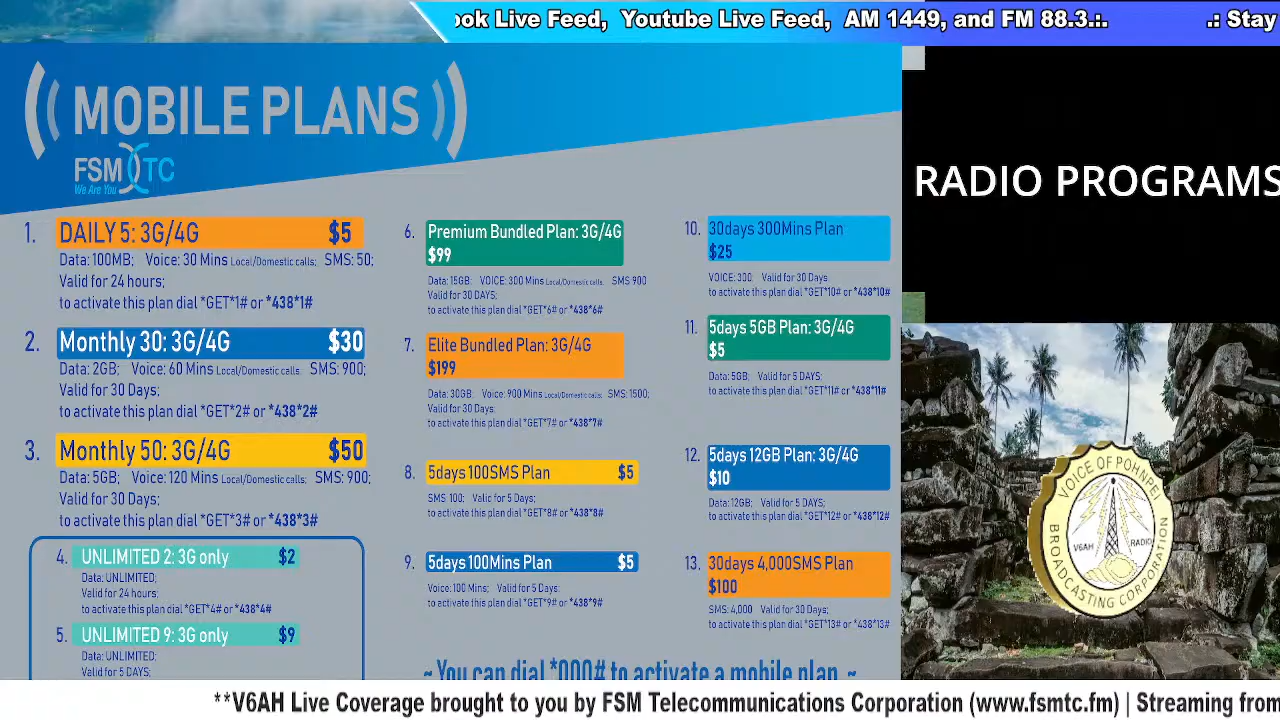 ook Live Feed, Youtube Live Feed, AM 1449, and FM 88.3.:. .: Stay
MOBILE PLANS
FSMTC
We Are You
1. DAILY 5: 3G/4G $5
Data: 100MB; Voice: 30 Mins Local/Domestic calls; SMS: 50;
Valid for 24 hours;
to activate this plan dial *GET*1# or *438*1#
2. Monthly 30: 3G/4G $30
Data: 2GB; Voice: 60 Mins Local/Domestic calls. SMS: 900;
Valid for 30 Days;
to activate this plan dial *GET*2# or *438*2#
3. Monthly 50: 3G/4G $50
Data: 5GB; Voice: 120 Mins Local/Domestic calls; SMS: 900;
Valid for 30 Days;
to activate this plan dial *GET*3# or *438*3#
4. UNLIMITED 2: 3G only $2
Data: UNLIMITED;
Valid for 24 hours;
to activate this plan dial *GET*4# or *438*4#
5. UNLIMITED 9: 3G only $9
Data: UNLIMITED;
Valid for 5 DAYS;
6. Premium Bundled Plan: 3G/4G
$99
Data: 15GB; VOICE: 300 Mins Local/Domestic calls. SMS 900
Valid for 30 DAYS;
to activate this plan dial *GET*6# or *438*6#
7. Elite Bundled Plan: 3G/4G
$199
Data: 30GB; Voice: 900 Mins Local/Domestic calls; SMS: 1500;
Valid for 30 Days;
to activate this plan dial *GET*7# or *438*7#
8. 5days 100SMS Plan $5
SMS 100; Valid for 5 Days;
to activate this plan dial *GET*8# or *438*8#
9. 5days 100Mins Plan $5
Voice: 100 Mins; Valid for 5 Days;
to activate this plan dial *GET*9# or *438*9#
10. 30days 300Mins Plan
$25
VOICE: 300 Valid for 30 Days;
to activate this plan dial *GET*10# or *438*10#
11. 5days 5GB Plan: 3G/4G
$5
Data: 5GB; Valid for 5 DAYS;
to activate this plan dial *GET*11# or *438*11#
12. 5days 12GB Plan: 3G/4G
$10
Data: 12GB; Valid for 5 DAYS;
to activate this plan dial *GET*12# or *438*12#
13. 30days 4,000SMS Plan
$100
SMS: 4,000 Valid for 30 Days;
to activate this plan dial *GET*13# or *438*13#
~ You can dial *000# to activate a mobile plan ~
RADIO PROGRAMS
VOICE OF POHNPEI
V6AH RADIO
BROADCASTING CORPORATION
**V6AH Live Coverage brought to you by FSM Telecommunications Corporation (www.fsmtc.fm) | Streaming from